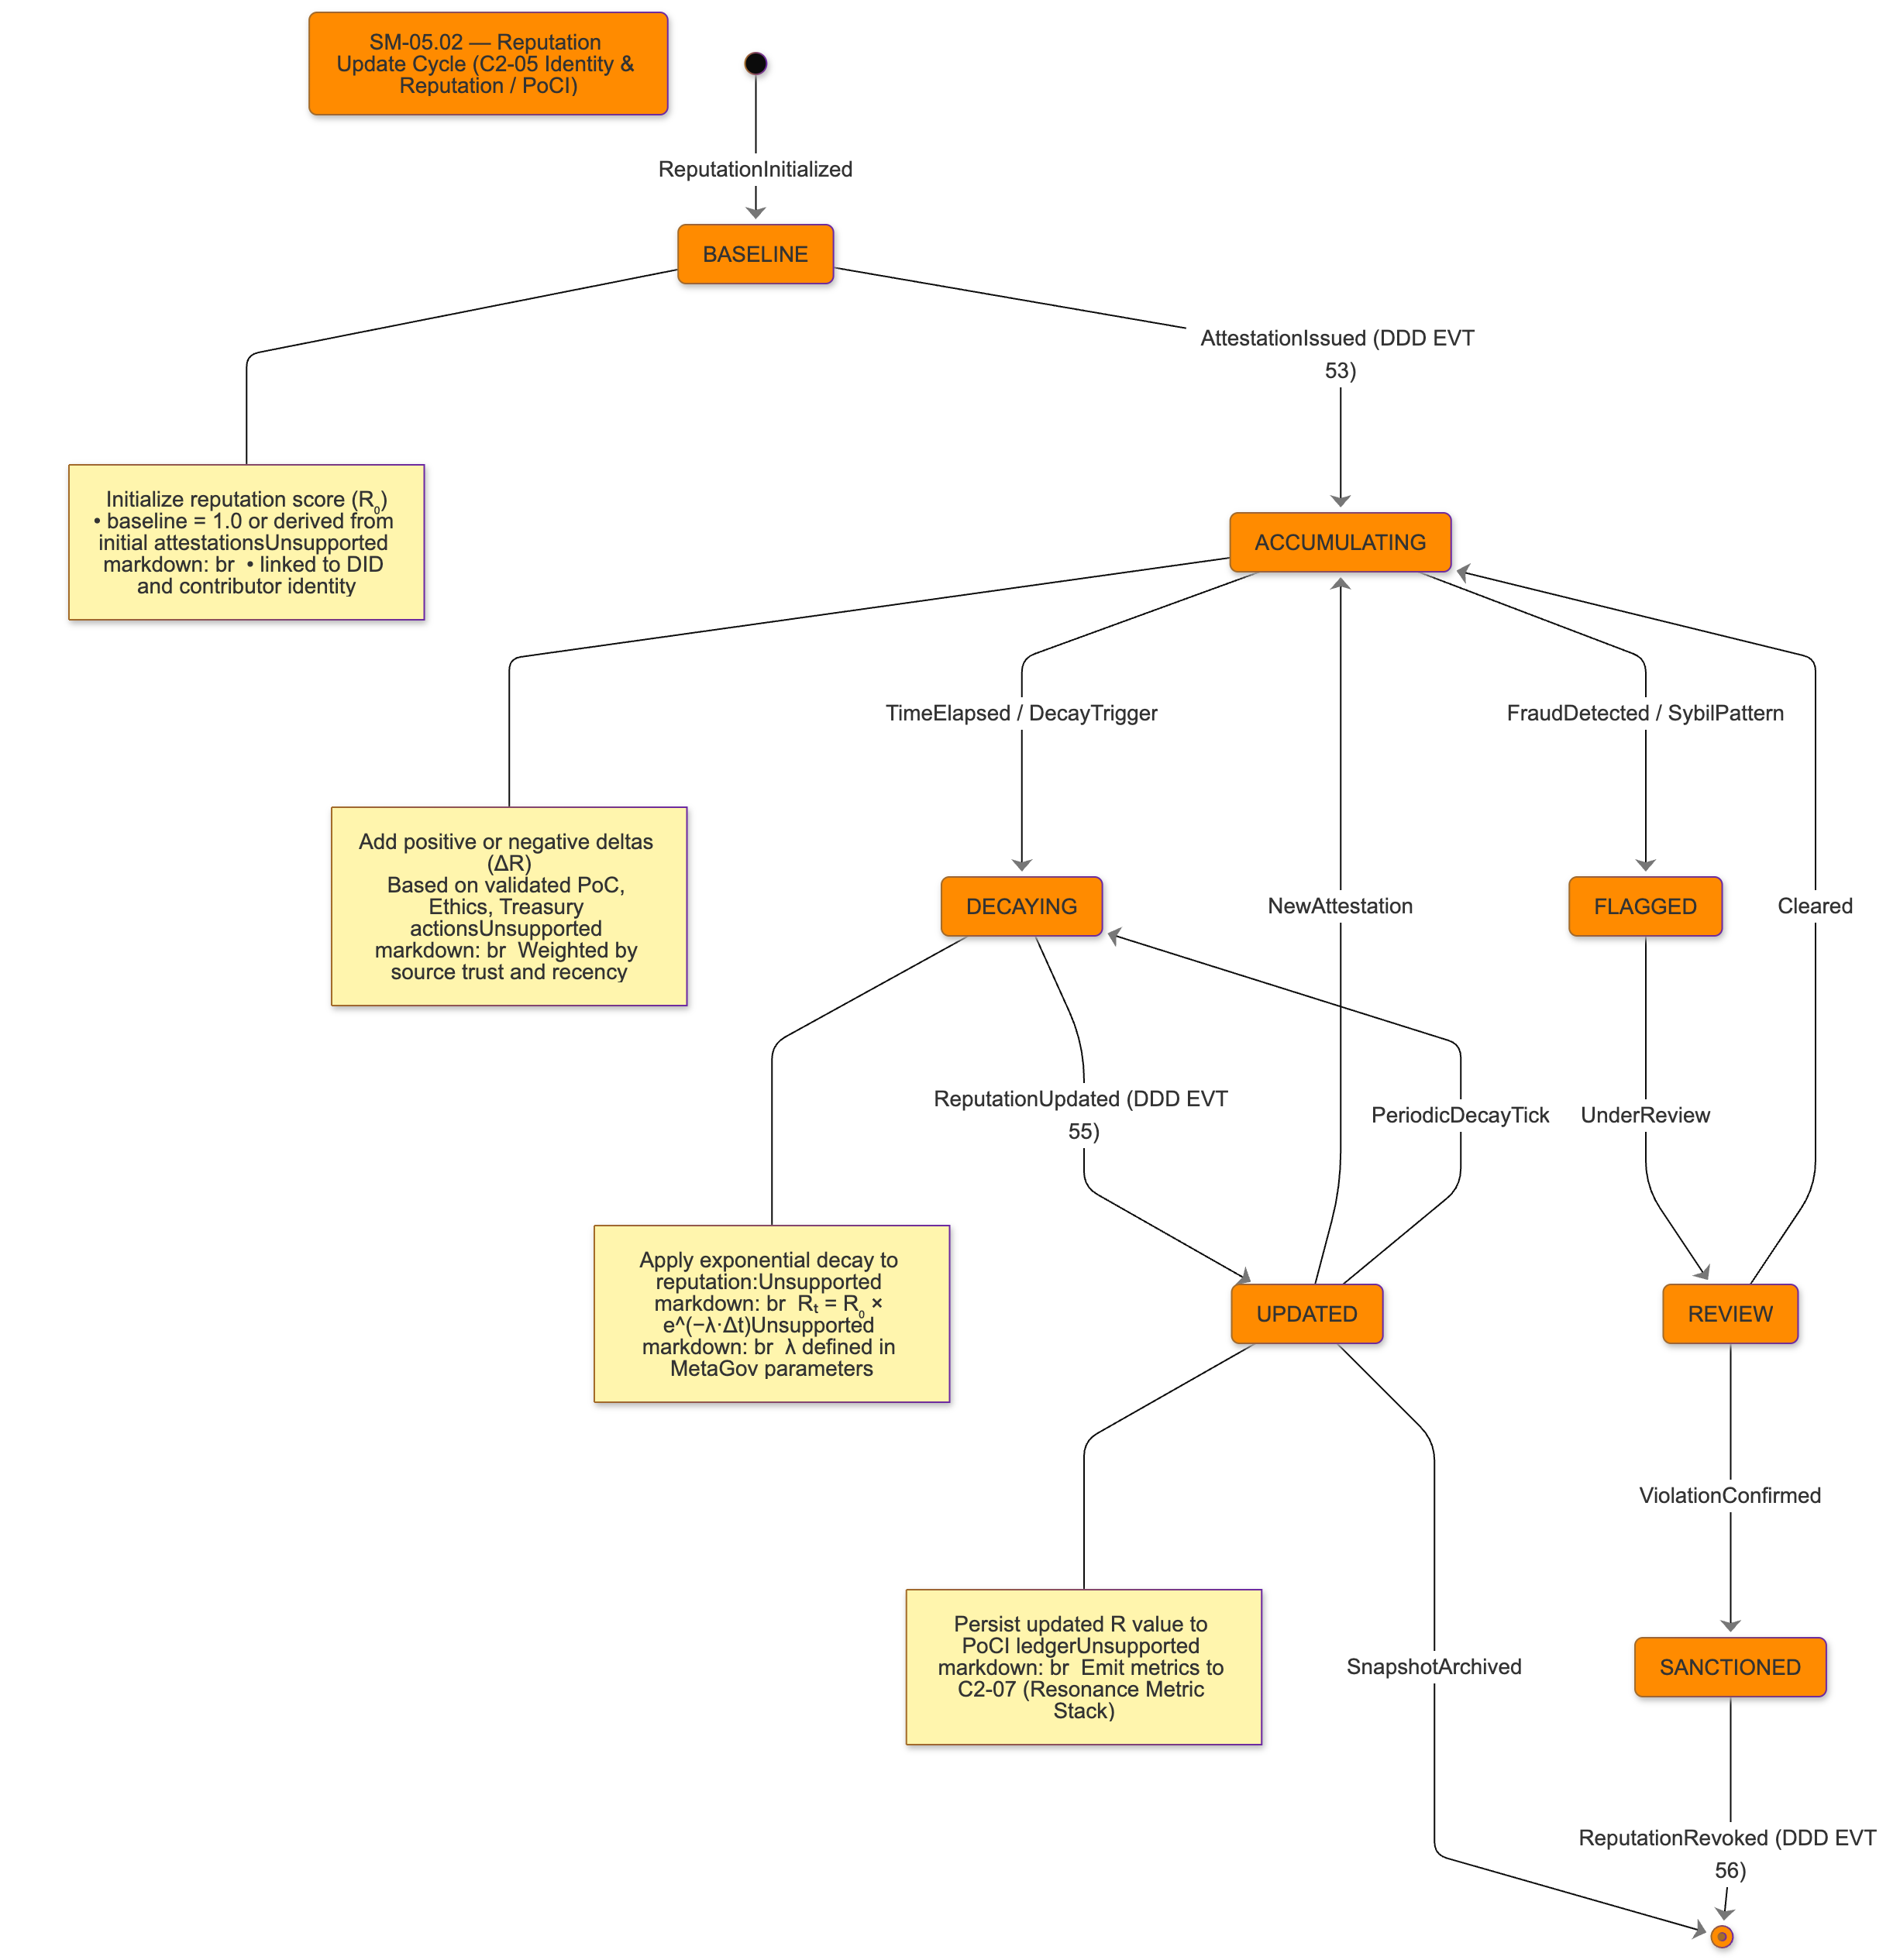 SM-05.02 — Reputation
Update Cycle (C2-05 Identity &
Reputation / PoCI)
ReputationInitialized
BASELINE
AttestationIssued (DDD EVT
53)
Initialize reputation score (R₀)
• baseline = 1.0 or derived from
initial attestationsUnsupported
markdown: br • linked to DID
and contributor identity
ACCUMULATING
TimeElapsed / DecayTrigger
FraudDetected / SybilPattern
Add positive or negative deltas
(ΔR)
Based on validated PoC,
Ethics, Treasury
actionsUnsupported
markdown: br Weighted by
source trust and recency
DECAYING
NewAttestation
FLAGGED
Cleared
ReputationUpdated (DDD EVT
55)
PeriodicDecayTick
UnderReview
Apply exponential decay to
reputation:Unsupported
markdown: br Rₜ = R₀ ×
e^(−λ·Δt)Unsupported
markdown: br λ defined in
MetaGov parameters
UPDATED
REVIEW
ViolationConfirmed
Persist updated R value to
PoCI ledgerUnsupported
markdown: br Emit metrics to
C2-07 (Resonance Metric
Stack)
SnapshotArchived
SANCTIONED
ReputationRevoked (DDD EVT
56)